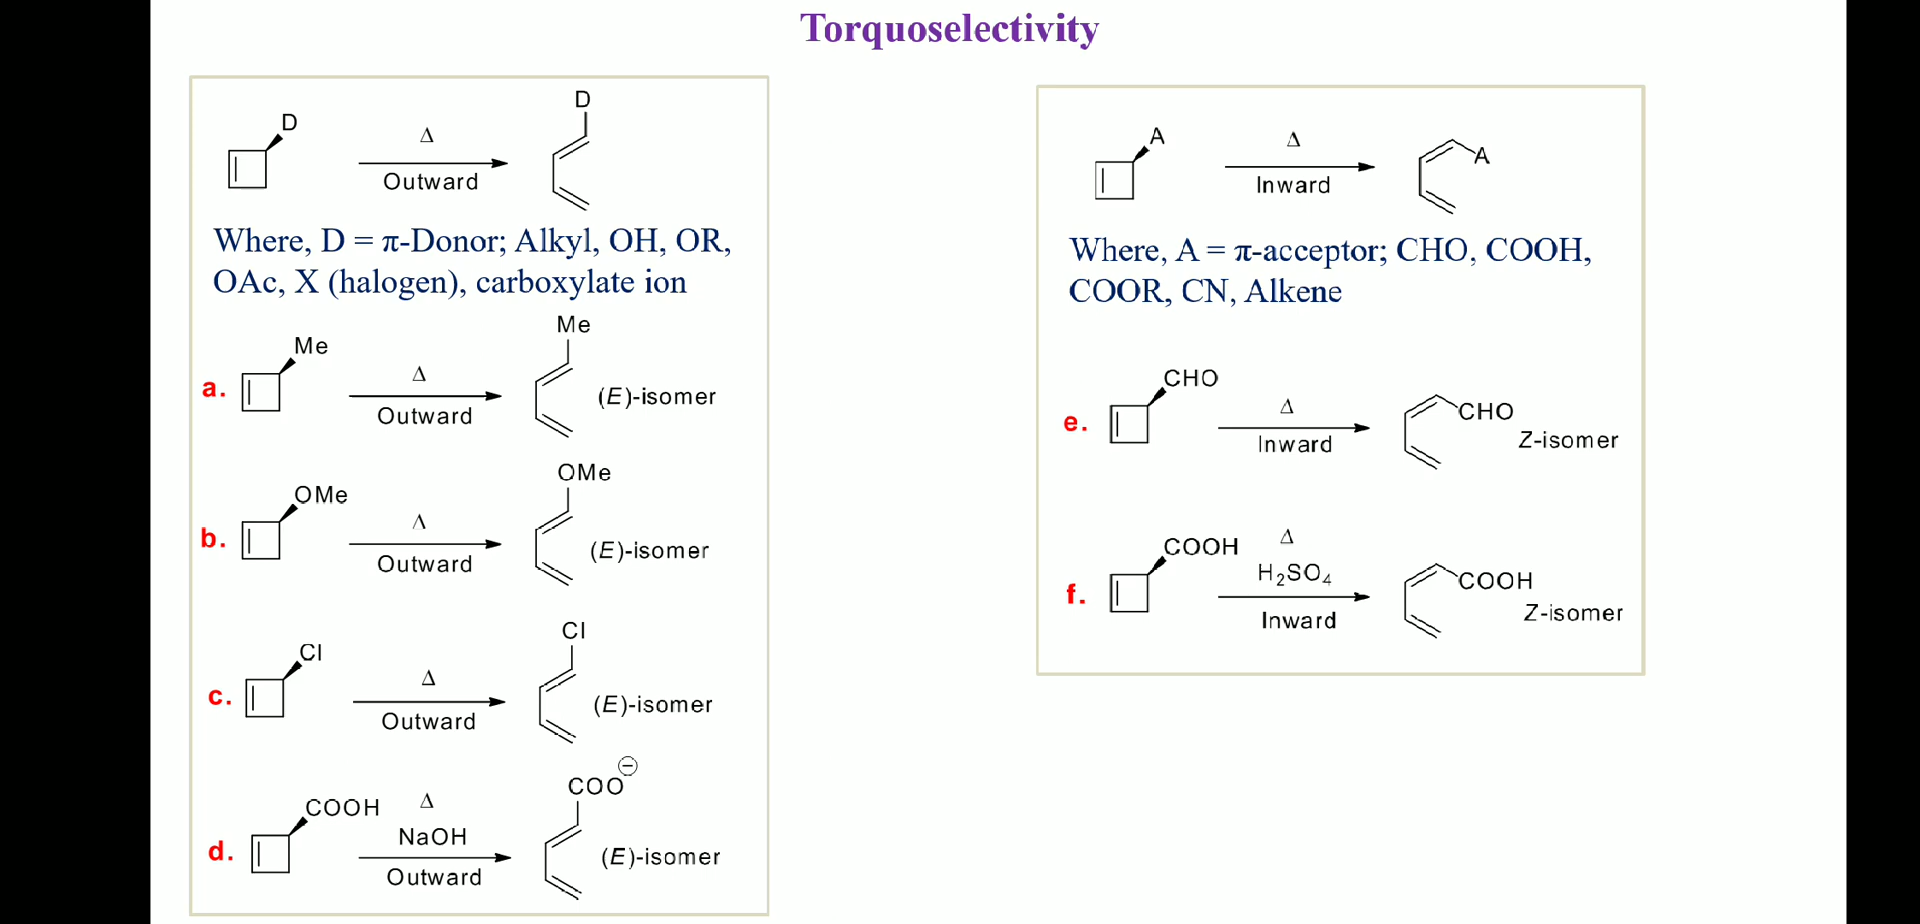 Torquoselectivity
D
D
Δ
Outward
Where, D = π-Donor; Alkyl, OH, OR,
OAc, X (halogen), carboxylate ion
a.
Me
Δ
Outward
Me
(E)-isomer
b.
OMe
Λ
Outward
OMe
(E)-isomer
c.
Cl
Δ
Outward
Cl
(E)-isomer
d.
COOH
Δ
NaOH
Outward
COO⊖
(E)-isomer
A
Δ
Inward
A
Where, A = π-acceptor; CHO, COOH,
COOR, CN, Alkene
e.
CHO
Δ
Inward
CHO
Z-isomer
f.
COOH
Δ
H₂SO₄
Inward
COOH
Z-isomer